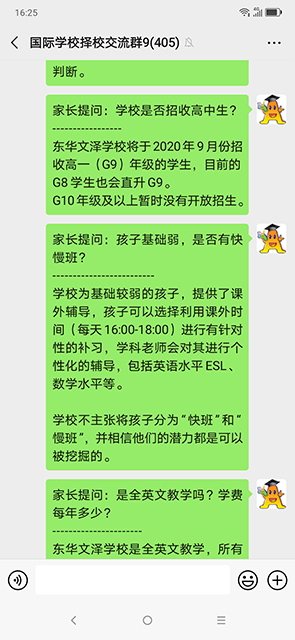 16:25
国际学校择校交流群9(405)
判断。
家长提问：学校是否招收高中生？
-----------------
东华文泽学校将于2020年9月份招
收高一（G9）年级的学生，目前的
G8学生也会直升G9。
G10年级及以上暂时没有开放招生。
家长提问：孩子基础弱，是否有快
慢班？
-------------------------
学校为基础较弱的孩子，提供了课
外辅导，孩子可以选择利用课外时
间（每天16:00-18:00）进行有针对
性的补习，学科老师会对其进行个
性化的辅导，包括英语水平ESL、
数学水平等。
学校不主张将孩子分为“快班”和“
慢班”，并相信他们的潜力都是可以
被挖掘的。
家长提问：是全英文教学吗？学费
每年多少？
----------------------
东华文泽学校是全英文教学，所有